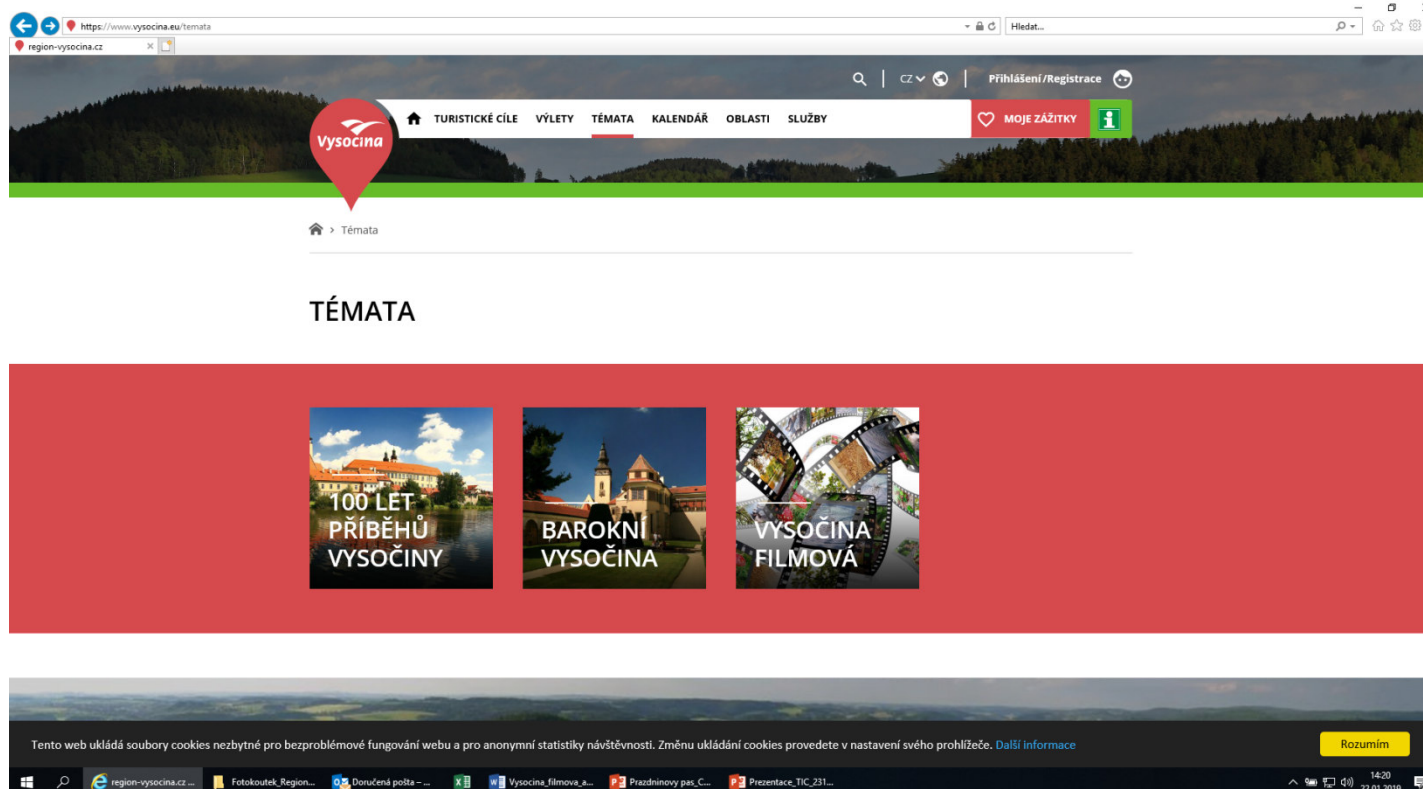 https://www.vysocina.eu/temata
Hledat...
region-vysocina.cz
CZ
Přihlášení/Registrace
Vysočina
TURISTICKÉ CÍLE VÝLETY TÉMATA KALENDÁŘ OBLASTI SLUŽBY
MOJE ZÁŽITKY
i
> Témata
TÉMATA
100 LET
PŘÍBĚHŮ
VYSOČINY
BAROKNÍ
VYSOČINA
VYSOČINA
FILMOVÁ
Tento web ukládá soubory cookies nezbytné pro bezproblémové fungování webu a pro anonymní statistiky návštěvnosti. Změnu ukládání cookies provedete v nastavení svého prohlížeče. Další informace
Rozumím
region-vysocina.cz ... Fotokoutek_Region... Doručená pošta – ... Vysocina_filmova_a... Prazdninovy pas_C... Prezentace_TIC_231...
14:20
22.01.2019